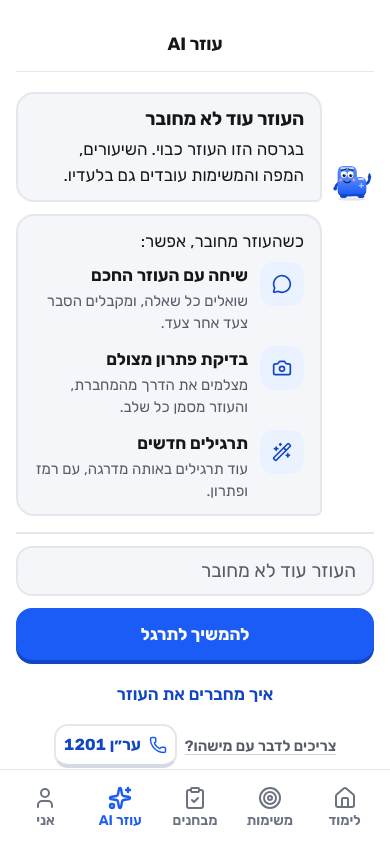 עוזר AI
העוזר עוד לא מחובר
בגרסה הזו העוזר כבוי. השיעורים,
המפה והמשימות עובדים גם בלעדיו.
כשהעוזר מחובר, אפשר:
שיחה עם העוזר החכם
שואלים כל שאלה, ומקבלים הסבר
צעד אחר צעד.
בדיקת פתרון מצולם
מצלמים את הדרך מהמחברת,
והעוזר מסמן כל שלב.
תרגילים חדשים
עוד תרגילים באותה מדרגה, עם רמז
ופתרון.
העוזר עוד לא מחובר
להמשיך לתרגל
איך מחברים את העוזר
צריכים לדבר עם מישהו? ער״ן 1201
לימוד משימות מבחנים עוזר AI אני